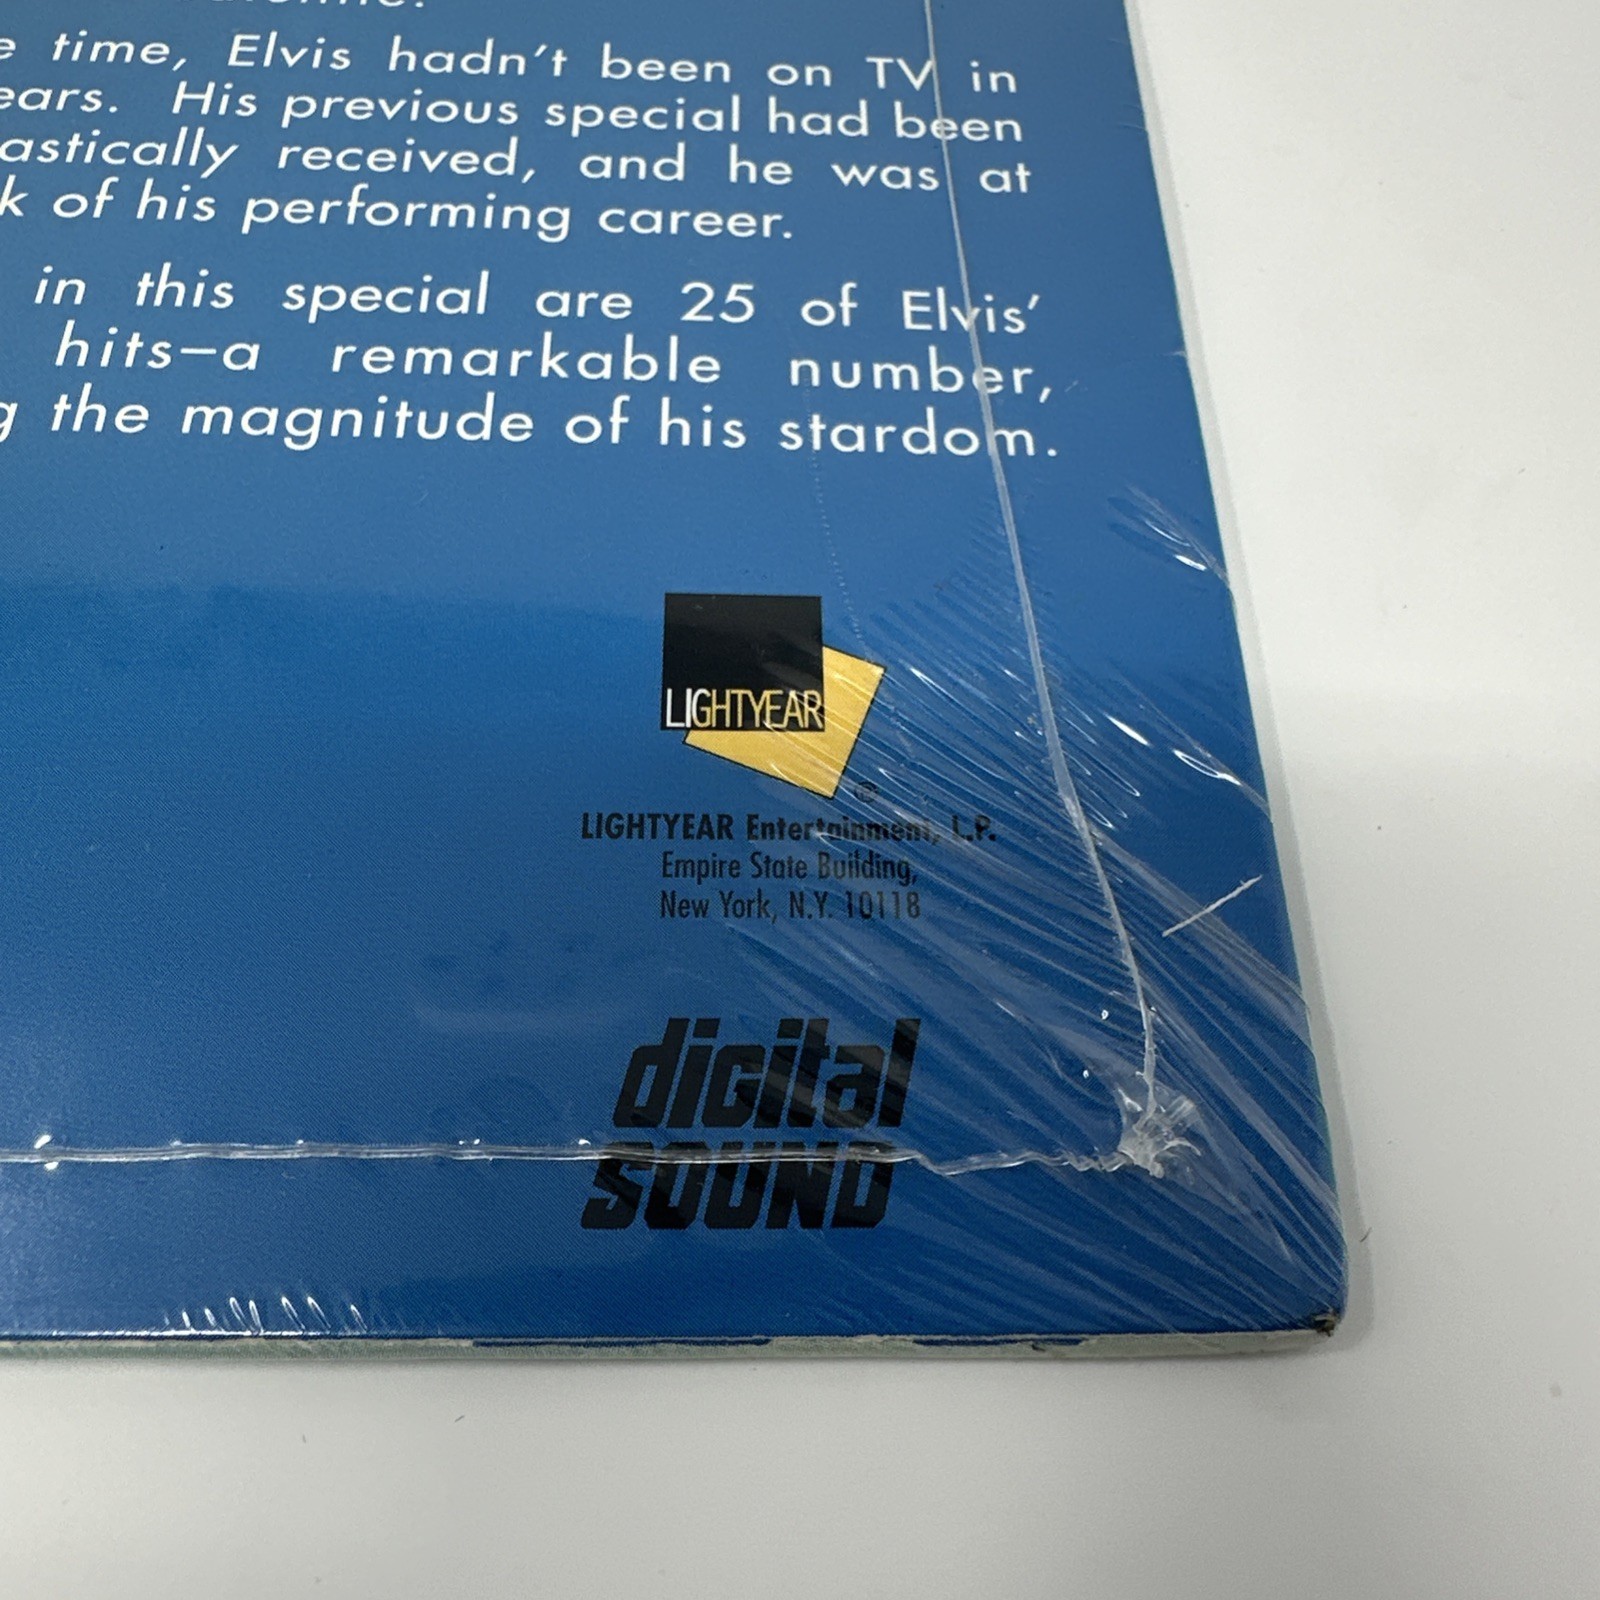 time, Elvis hadn't been on TV in
His previous special had been
received, and he was at
of his performing career.
in this special are 25 of Elvis'
hits—a remarkable number,
the magnitude of his stardom.
LIGHTYEAR
©
LIGHTYEAR Entertainment, L.P.
Empire State Building,
New York, N.Y. 10118
digital
SOUND